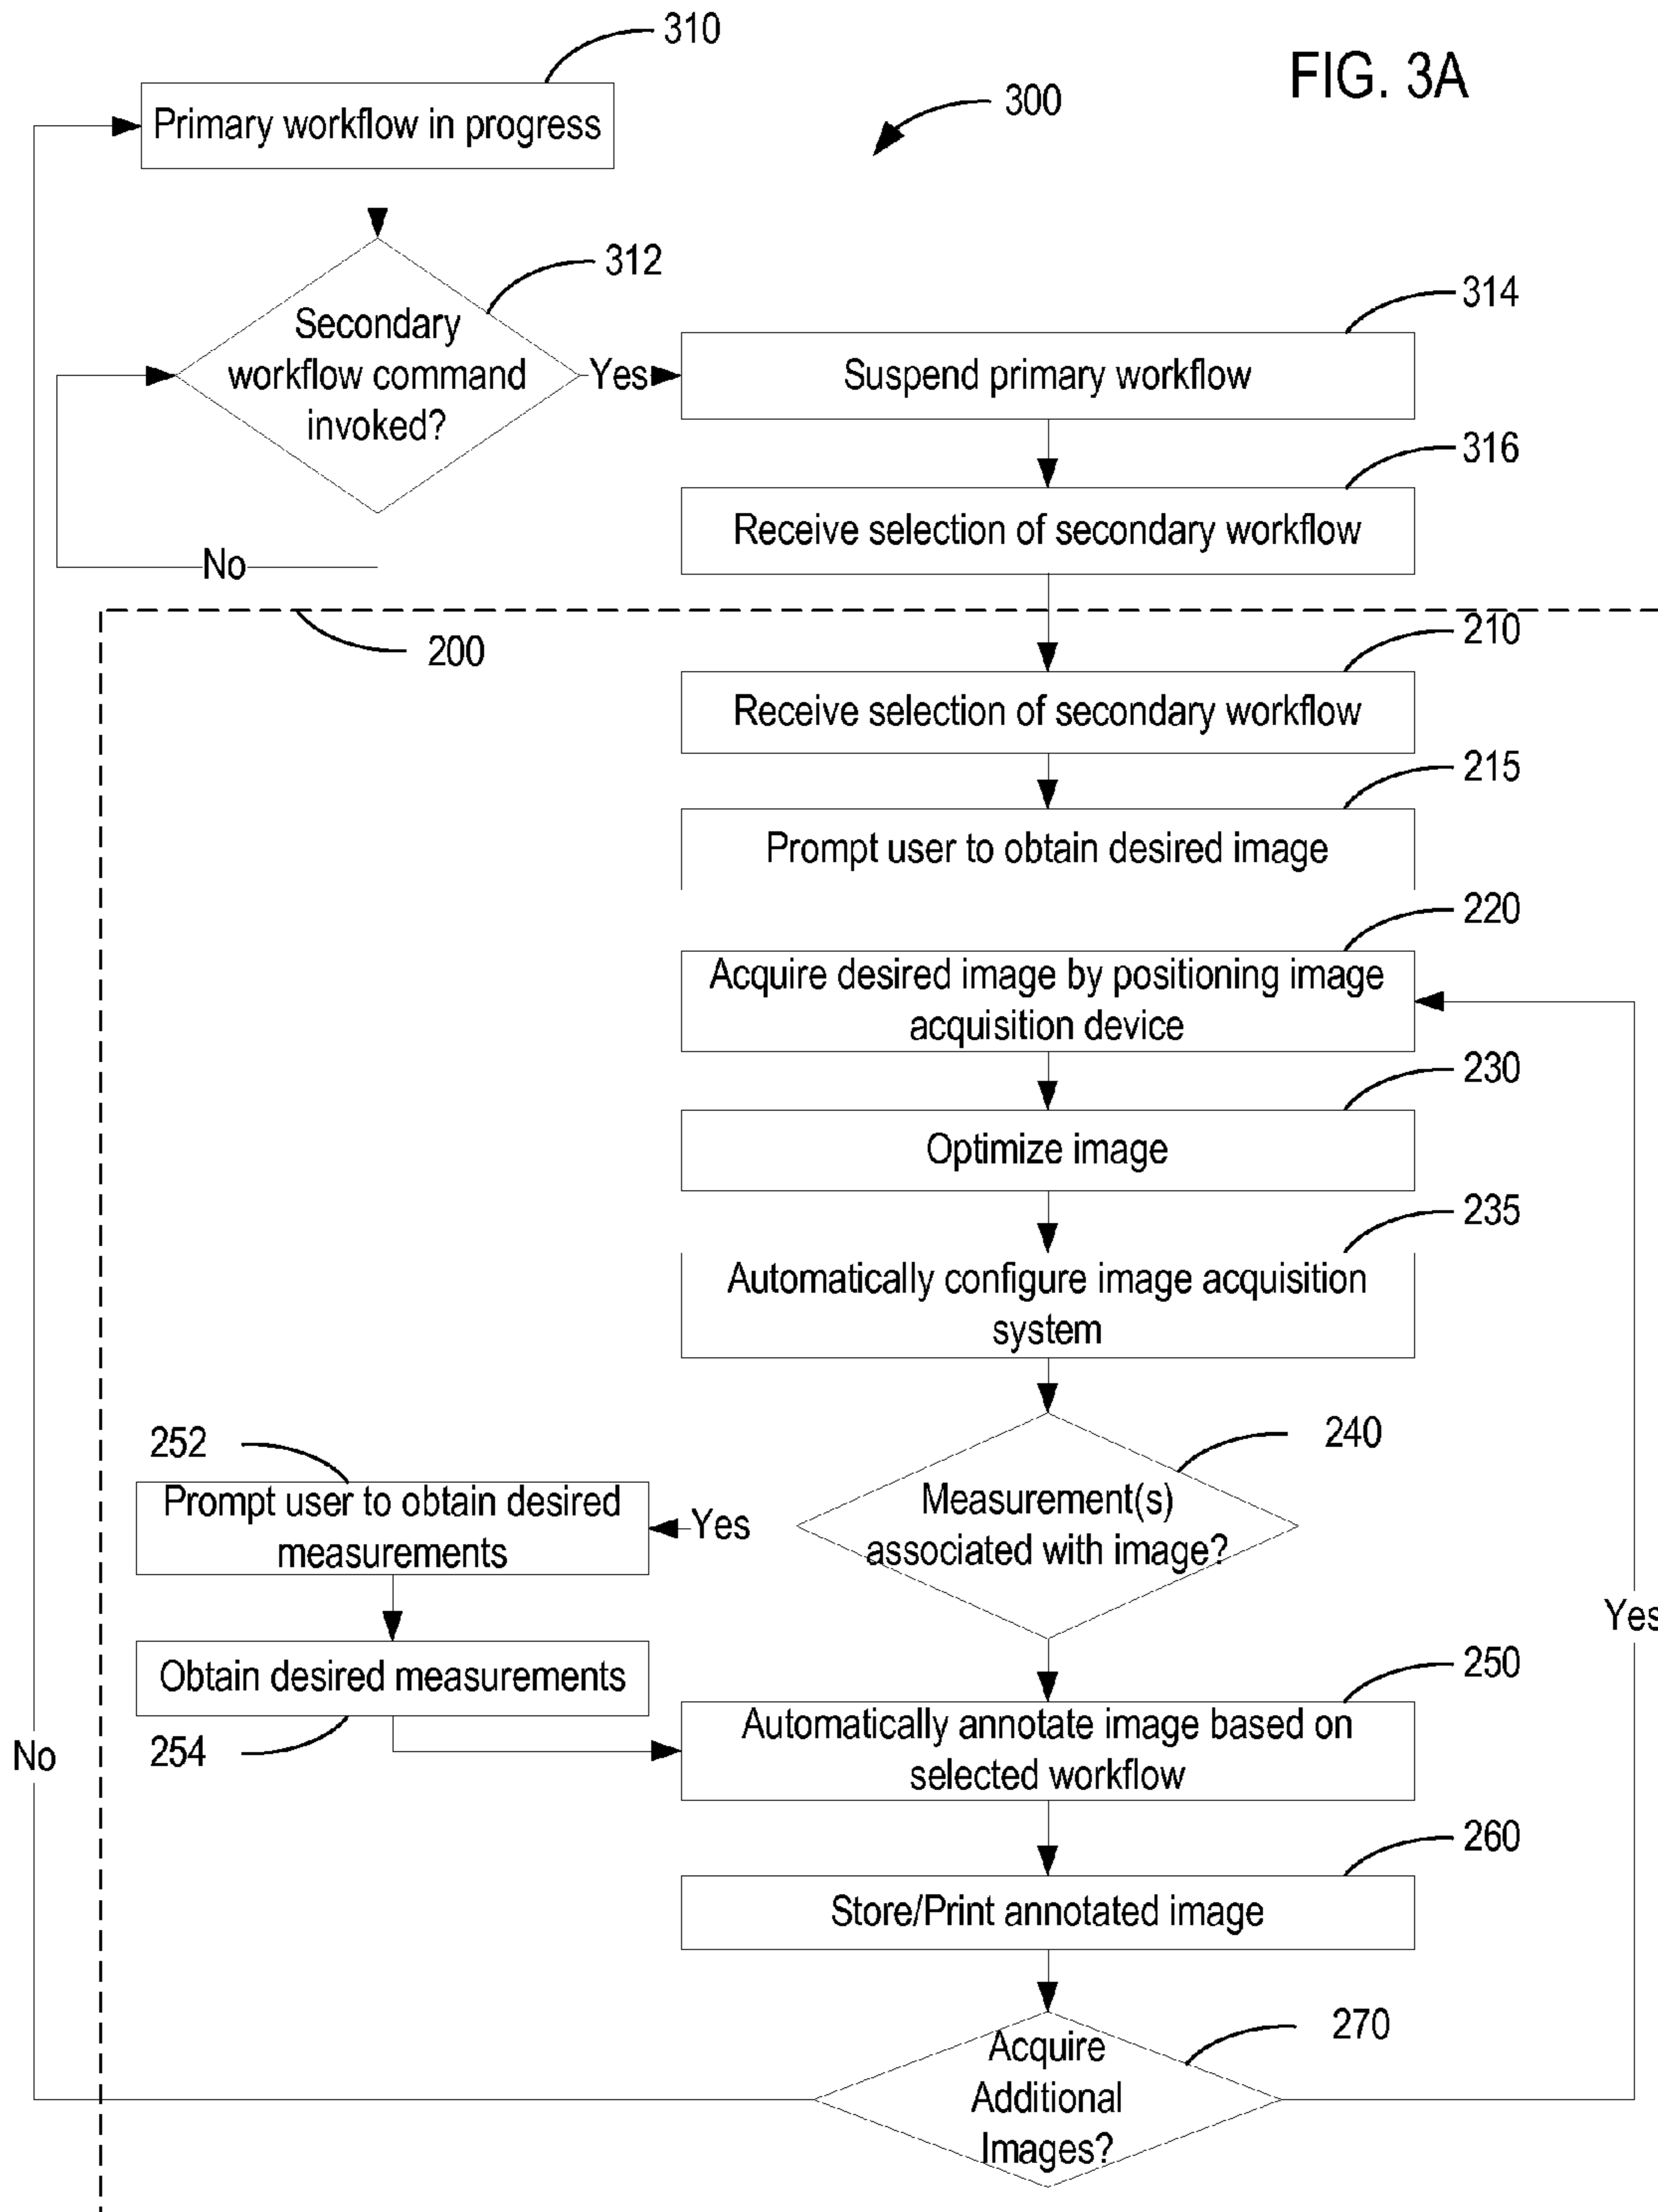 310
FIG. 3A
Primary workflow in progress
300
312
Secondary
workflow command
invoked?
Yes
314
Suspend primary workflow
316
Receive selection of secondary workflow
No
200
210
Receive selection of secondary workflow
215
Prompt user to obtain desired image
220
Acquire desired image by positioning image
acquisition device
230
Optimize image
235
Automatically configure image acquisition
system
240
Measurement(s)
associated with image?
Yes
252
Prompt user to obtain desired
measurements
Obtain desired measurements
254
Yes
250
Automatically annotate image based on
selected workflow
No
260
Store/Print annotated image
270
Acquire
Additional
Images?